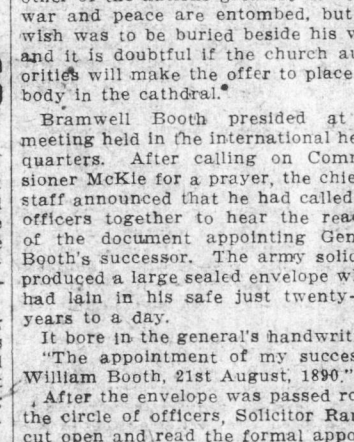 war and peace are entombed, but
wish was to be buried beside his w
and it is doubtful if the church au
orities will make the offer to place
body in the cathdral.
Bramwell Booth presided at
meeting held in the international he
quarters. After calling on Comm
sioner McKie for a prayer, the chie
staff announced that he had called
officers together to hear the rea
of the document appointing Gen
Booth's successor. The army solic
produced a large sealed envelope w
had lain in his safe just twenty-
years to a day.
It bore in the general's handwrit
"The appointment of my succes
William Booth, 21st August, 1890."
After the envelope was passed ro
the circle of officers, Solicitor Ran
cut open and read the formal appo